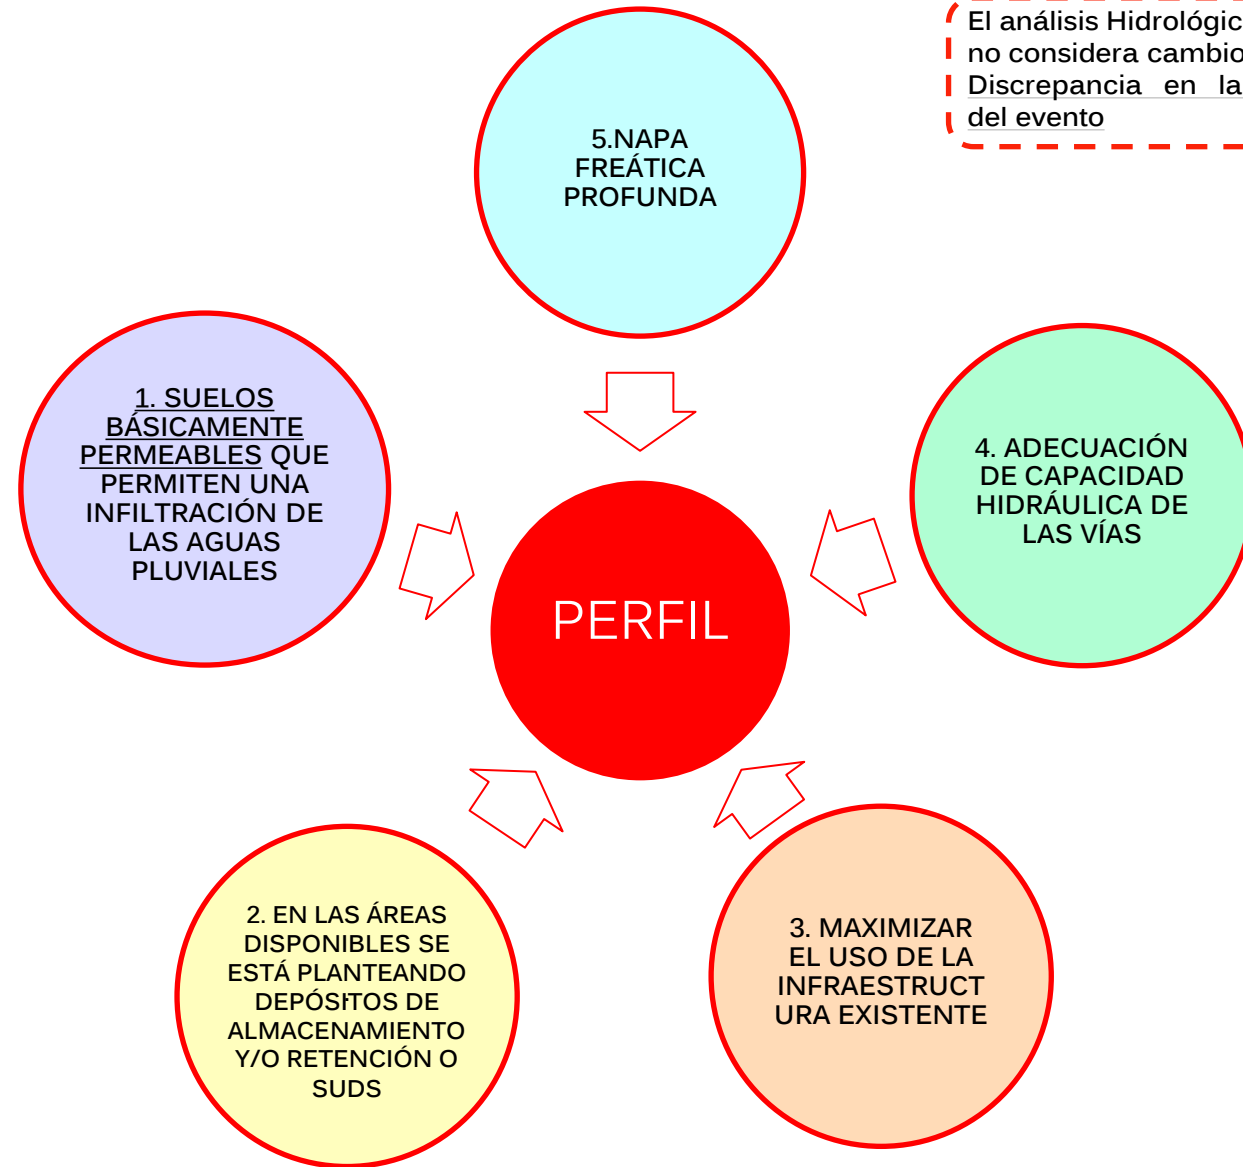 El análisis Hidrológic
no considera cambio
Discrepancia en la
del evento
5.NAPA
FREÁTICA
PROFUNDA
1. SUELOS
BÁSICAMENTE
PERMEABLES QUE
PERMITEN UNA
INFILTRACIÓN DE
LAS AGUAS
PLUVIALES
4. ADECUACIÓN
DE CAPACIDAD
HIDRÁULICA DE
LAS VÍAS
PERFIL
2. EN LAS ÁREAS
DISPONIBLES SE
ESTÁ PLANTEANDO
DEPÓSITOS DE
ALMACENAMIENTO
Y/O RETENCIÓN O
SUDS
3. MAXIMIZAR
EL USO DE LA
INFRAESTRUCT
URA EXISTENTE